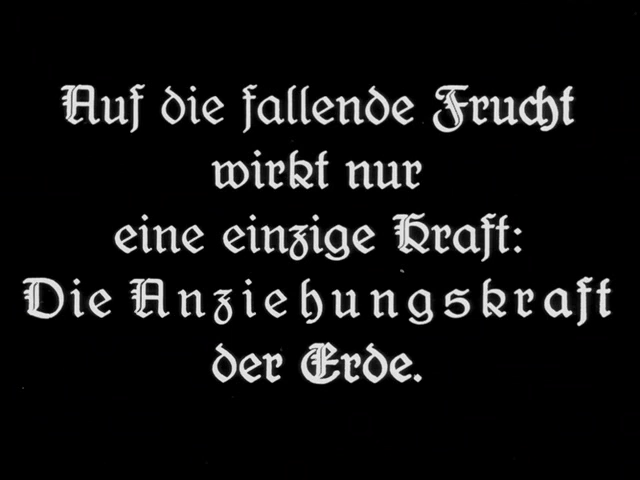 Auf die fallende Frucht
wirkt nur
eine einzige Kraft:
Die Anziehungskraft
der Erde.